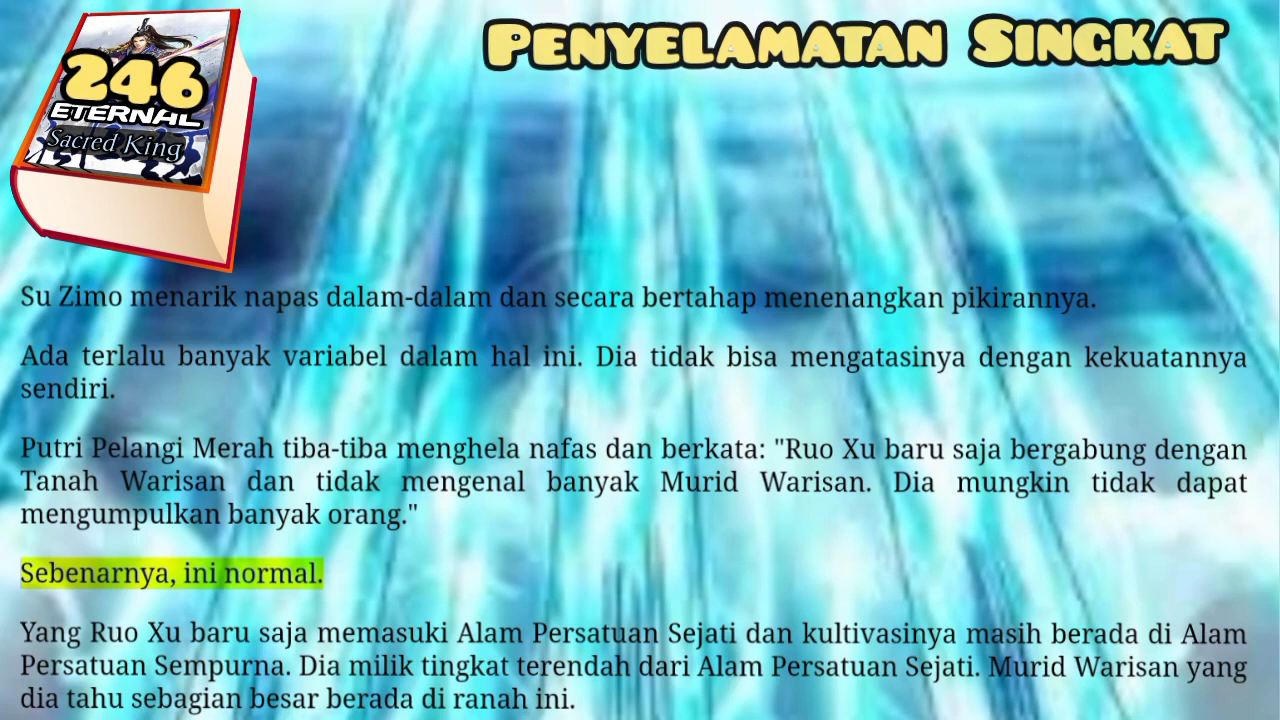 Penyelamatan Singkat
246
ETERNAL
Sacred King
Su Zimo menarik napas dalam-dalam dan secara bertahap menenangkan pikirannya.
Ada terlalu banyak variabel dalam hal ini. Dia tidak bisa mengatasinya dengan kekuatannya
sendiri.
Putri Pelangi Merah tiba-tiba menghela nafas dan berkata: "Ruo Xu baru saja bergabung dengan
Tanah Warisan dan tidak mengenal banyak Murid Warisan. Dia mungkin tidak dapat
mengumpulkan banyak orang."
Sebenarnya, ini normal.
Yang Ruo Xu baru saja memasuki Alam Persatuan Sejati dan kultivasinya masih berada di Alam
Persatuan Sempurna. Dia milik tingkat terendah dari Alam Persatuan Sejati. Murid Warisan yang
dia tahu sebagian besar berada di ranah ini.